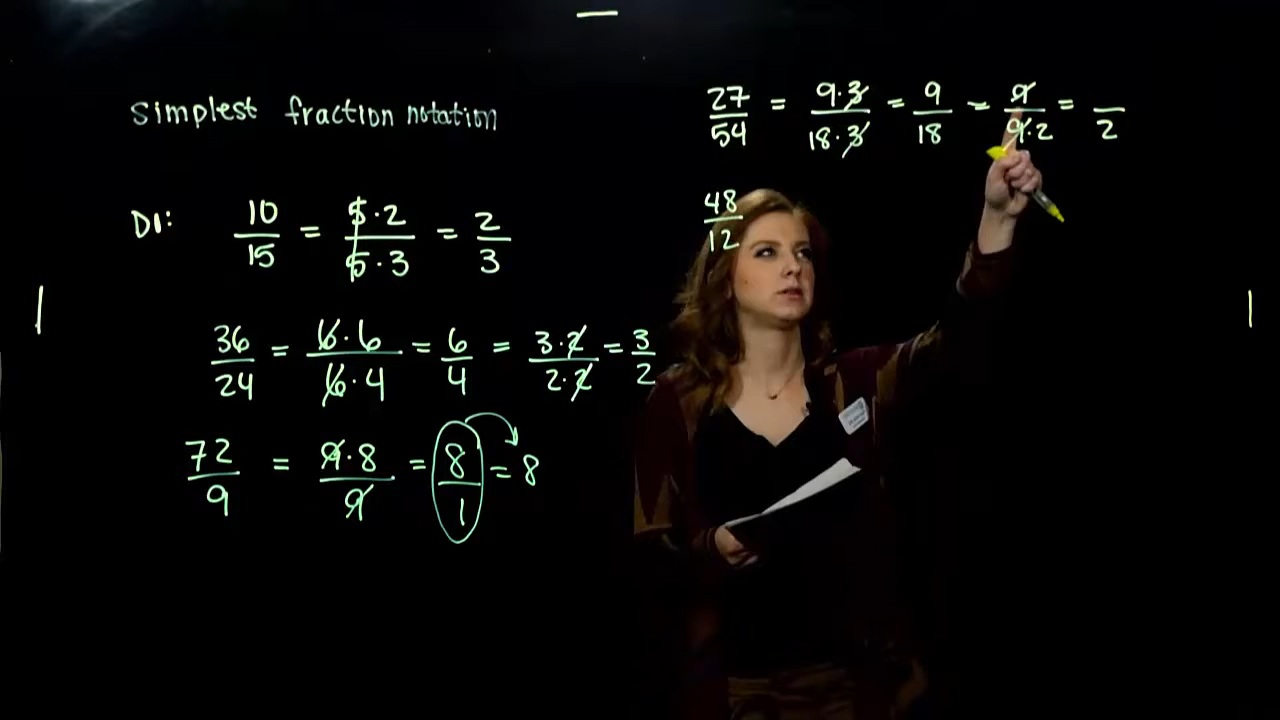 Simplest fraction notation
D1: 10/15 = 5·2/5·3 = 2/3
36/24 = 6·6/6·4 = 6/4 = 3·2/2·2 = 3/2
72/9 = 9·8/9 = 8/1 = 8
27/54 = 9·3/18·3 = 9/18 = 9/9·2 = /2
48/12